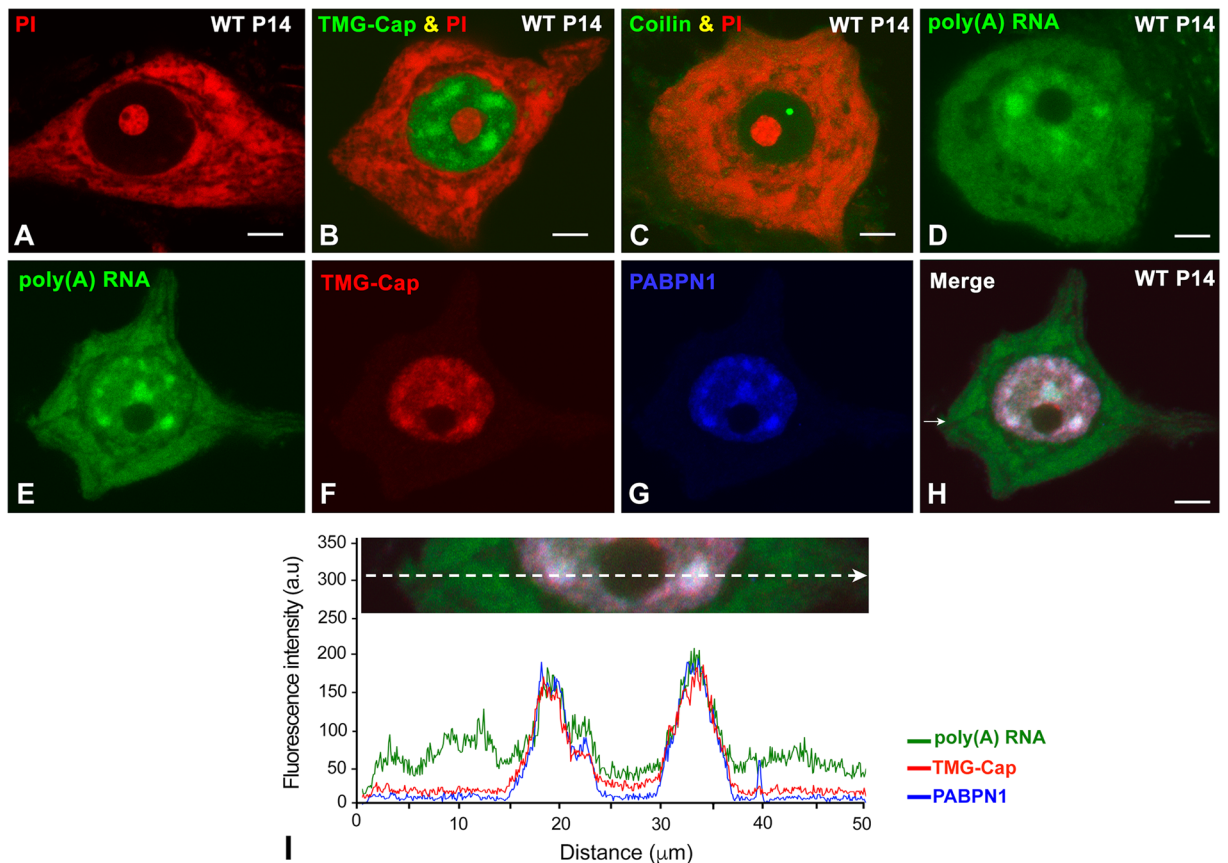 PI WT P14
A
TMG-Cap & PI WT P14
B
Coilin & PI WT P14
C
poly(A) RNA WT P14
D
poly(A) RNA
E
TMG-Cap
F
PABPN1
G
Merge WT P14
H
Fluorescence intensity (a.u)
350
300
250
200
150
100
50
0
0 10 20 30 40 50
Distance (μm)
poly(A) RNA
TMG-Cap
PABPN1
I